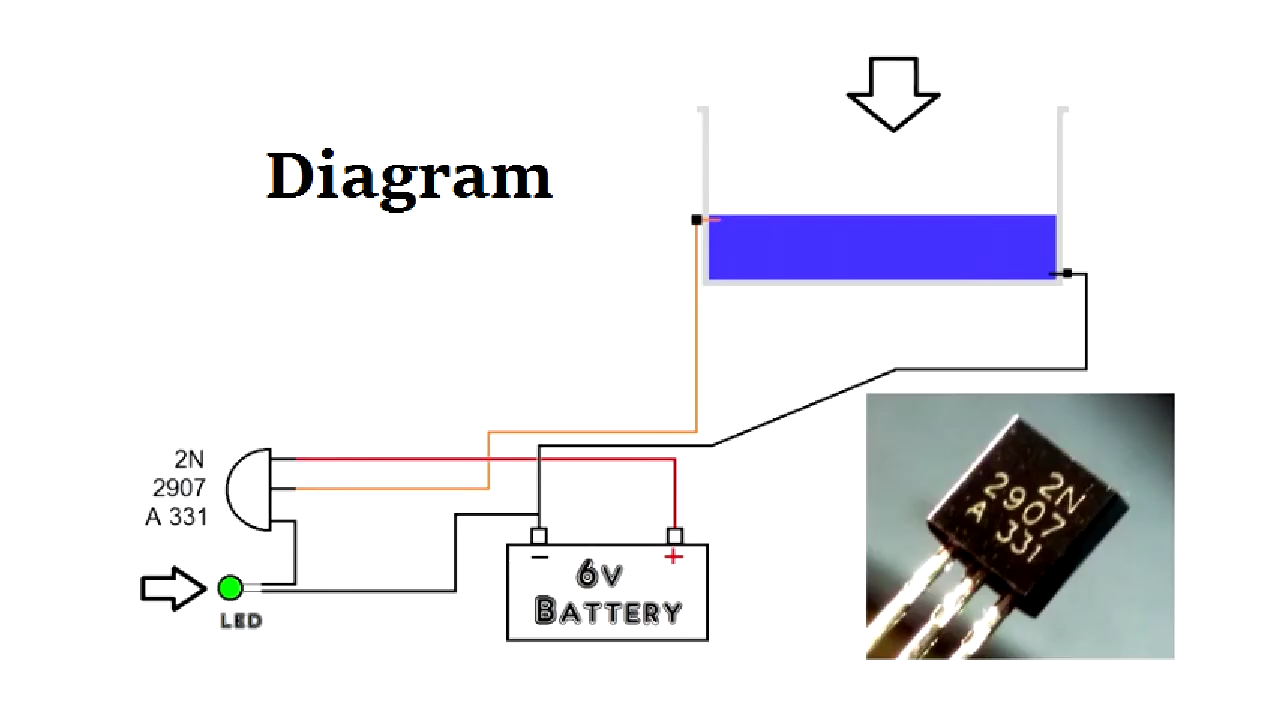 Diagram
2N
2907
A 331
LED
−
+
6V
BATTERY
2N
2907
A 331